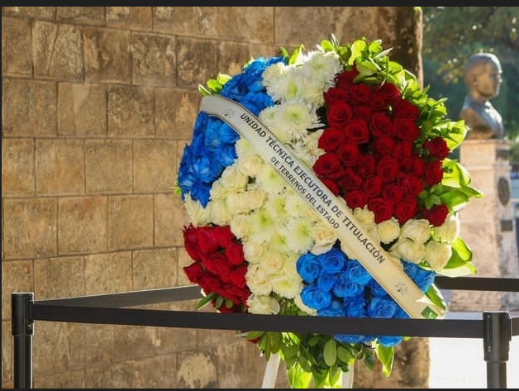 UNIDAD TÉCNICA EJECUTORA DE TITULACIÓN
DE TERRENOS DEL ESTADO